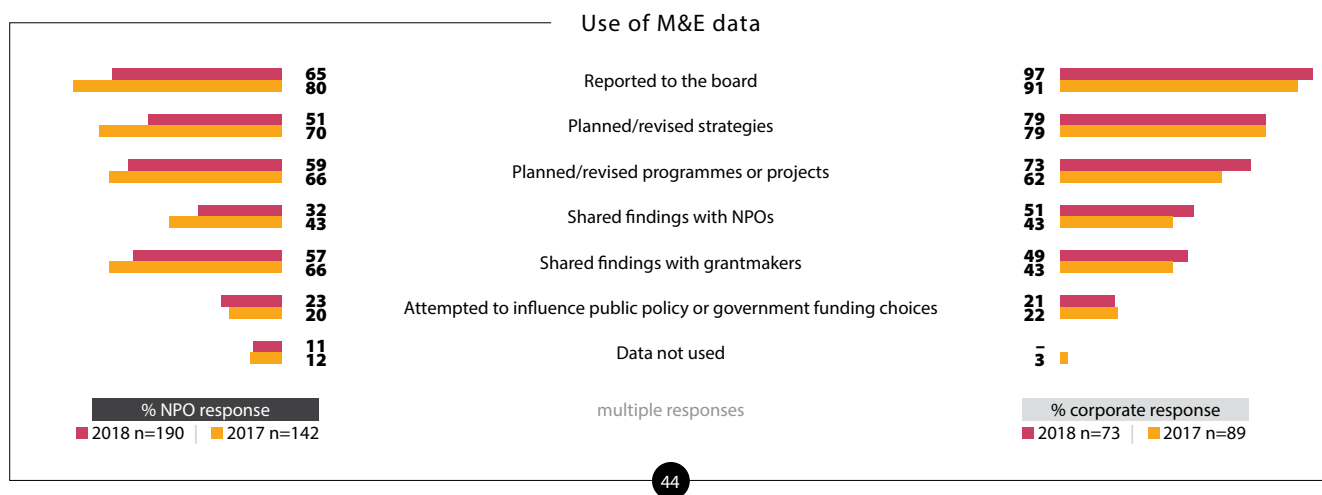 Use of M&E data
65 Reported to the board 97
80 91
51 Planned/revised strategies 79
70 79
59 Planned/revised programmes or projects 73
66 62
32 Shared findings with NPOs 51
43 43
57 Shared findings with grantmakers 49
66 43
23 Attempted to influence public policy or government funding choices 21
20 22
11 Data not used –
12 3
% NPO response multiple responses % corporate response
2018 n=190 | 2017 n=142 2018 n=73 | 2017 n=89
44